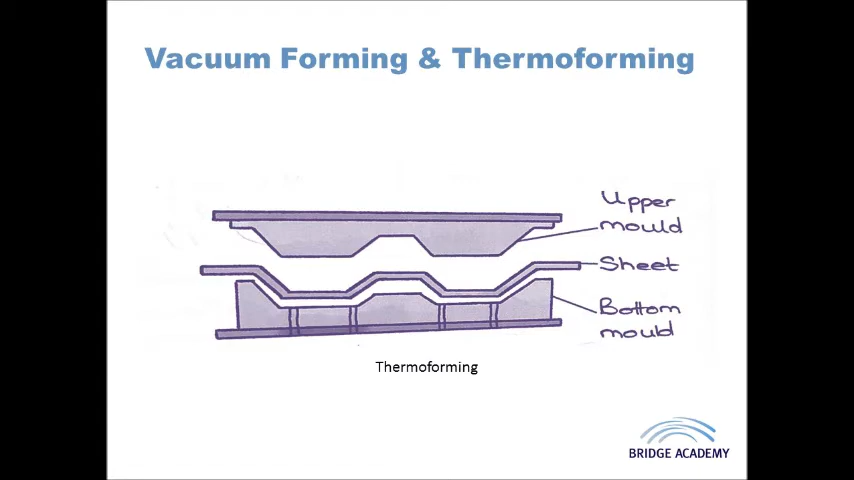 Vacuum Forming & Thermoforming
Upper
mould
Sheet
Bottom
mould
Thermoforming
BRIDGE ACADEMY